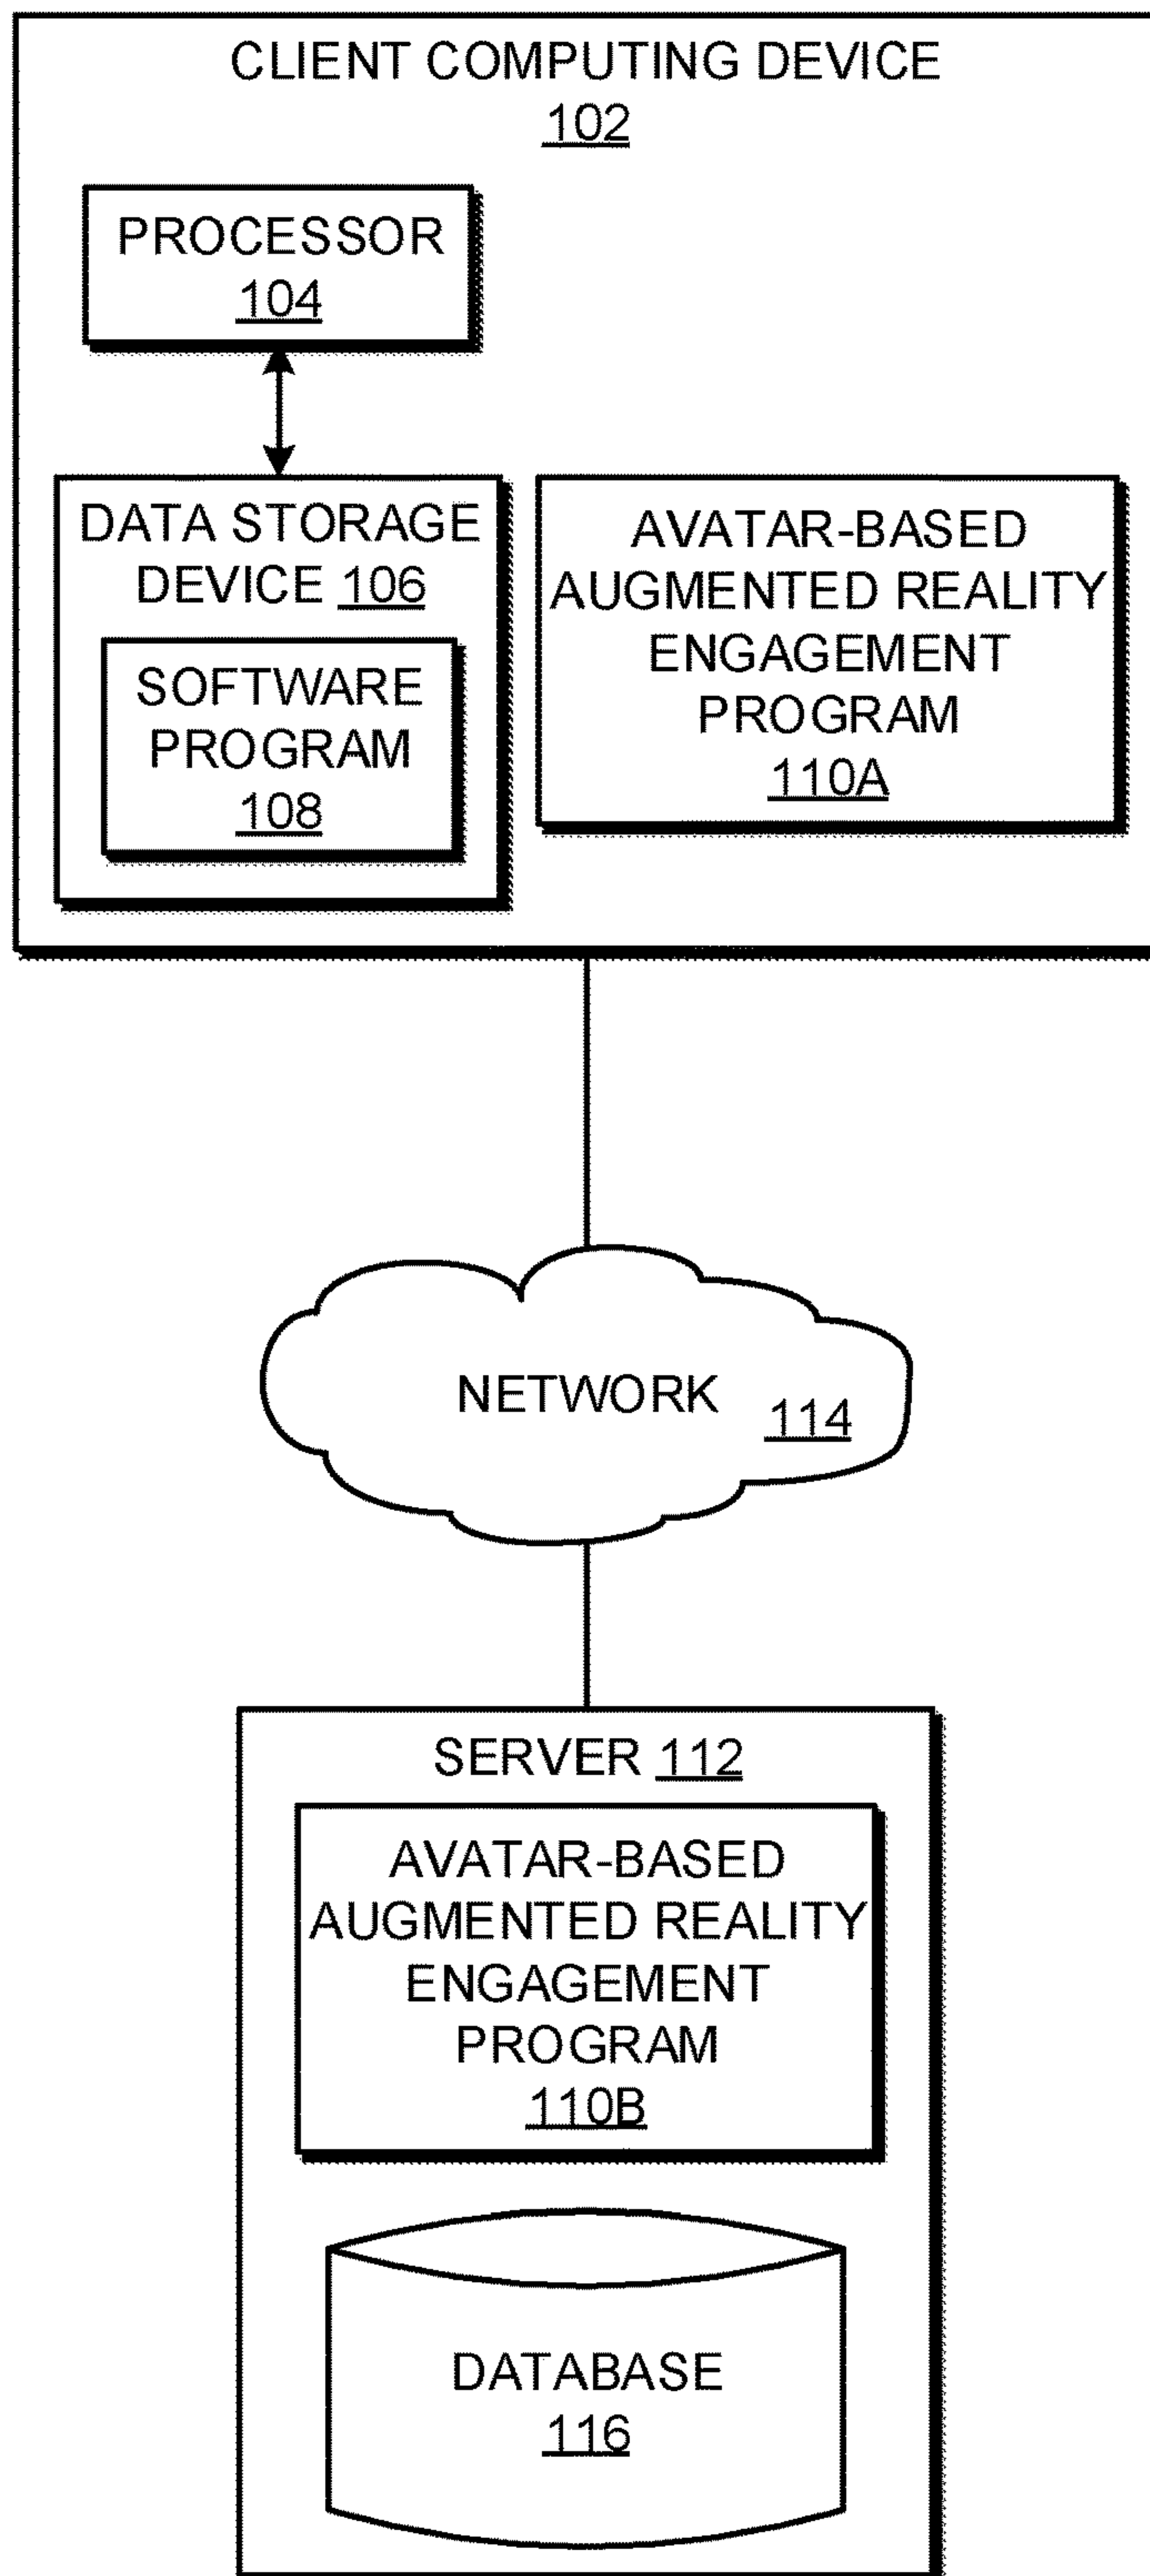 CLIENT COMPUTING DEVICE
102
PROCESSOR
104
DATA STORAGE
DEVICE 106
SOFTWARE
PROGRAM
108
AVATAR-BASED
AUGMENTED REALITY
ENGAGEMENT
PROGRAM
110A
NETWORK
114
SERVER 112
AVATAR-BASED
AUGMENTED REALITY
ENGAGEMENT
PROGRAM
110B
DATABASE
116